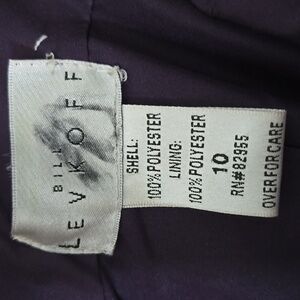 BILL
LEVKOFF
SHELL:
100% POLYESTER
LINING:
100% POLYESTER
10
RN#82955
OVER FOR CARE